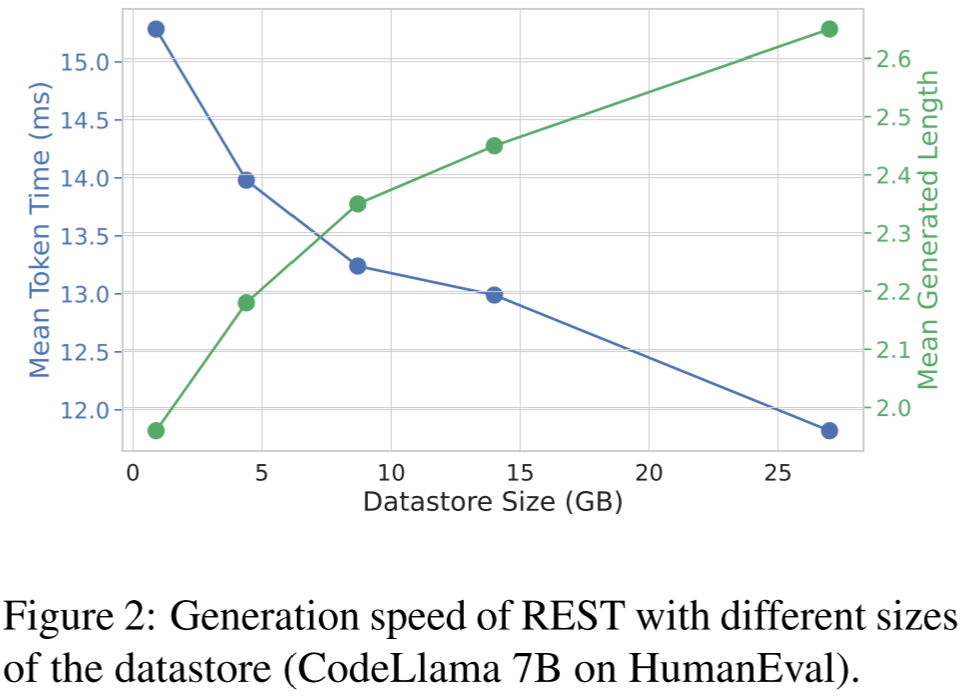 Mean Token Time (ms)
15.0
14.5
14.0
13.5
13.0
12.5
12.0
2.6
2.5
2.4
2.3
2.2
2.1
2.0
Mean Generated Length
0 5 10 15 20 25
Datastore Size (GB)
Figure 2: Generation speed of REST with different sizes
of the datastore (CodeLlama 7B on HumanEval).